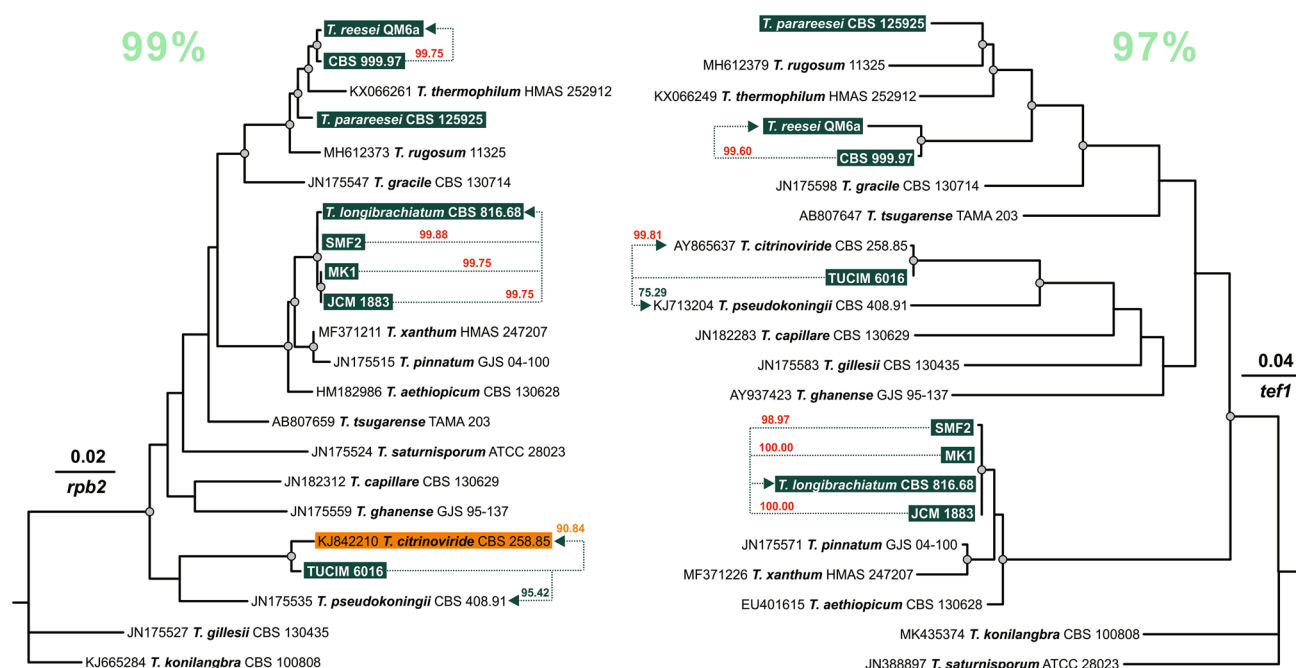 99%
T. reesei QM6a
CBS 999.97
99.75
KX066261 T. thermophilum HMAS 252912
T. parareesei CBS 125925
MH612373 T. rugosum 11325
JN175547 T. gracile CBS 130714
T. longibrachiatum CBS 816.68
SMF2
99.88
MK1
99.75
JCM 1883
99.75
MF371211 T. xanthum HMAS 247207
JN175515 T. pinnatum GJS 04-100
HM182986 T. aethiopicum CBS 130628
AB807659 T. tsugarense TAMA 203
JN175524 T. saturnisporum ATCC 28023
0.02
rpb2
JN182312 T. capillare CBS 130629
JN175559 T. ghanense GJS 95-137
90.84
KJ842210 T. citrinoviride CBS 258.85
TUCIM 6016
95.42
JN175535 T. pseudokoningii CBS 408.91
JN175527 T. gillesii CBS 130435
KJ665284 T. konilangbra CBS 100808
97%
T. parareesei CBS 125925
MH612379 T. rugosum 11325
KX066249 T. thermophilum HMAS 252912
T. reesei QM6a
99.60
CBS 999.97
JN175598 T. gracile CBS 130714
AB807647 T. tsugarense TAMA 203
99.81
AY865637 T. citrinoviride CBS 258.85
TUCIM 6016
75.29
KJ713204 T. pseudokoningii CBS 408.91
JN182283 T. capillare CBS 130629
JN175583 T. gillesii CBS 130435
0.04
tef1
AY937423 T. ghanense GJS 95-137
98.97
SMF2
100.00
MK1
T. longibrachiatum CBS 816.68
100.00
JCM 1883
JN175571 T. pinnatum GJS 04-100
MF371226 T. xanthum HMAS 247207
EU401615 T. aethiopicum CBS 130628
MK435374 T. konilangbra CBS 100808
JN388897 T. saturnisporum ATCC 28023